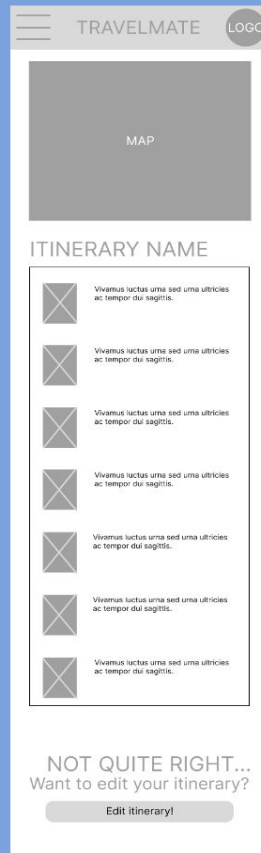 TRAVELMATE
LOGO
MAP
ITINERARY NAME
Vivamus luctus urna sed urna ultricies
ac tempor dui sagittis.
Vivamus luctus urna sed urna ultricies
ac tempor dui sagittis.
Vivamus luctus urna sed urna ultricies
ac tempor dui sagittis.
Vivamus luctus urna sed urna ultricies
ac tempor dui sagittis.
Vivamus luctus urna sed urna ultricies
ac tempor dui sagittis.
Vivamus luctus urna sed urna ultricies
ac tempor dui sagittis.
Vivamus luctus urna sed urna ultricies
ac tempor dui sagittis.
NOT QUITE RIGHT...
Want to edit your itinerary?
Edit itinerary!